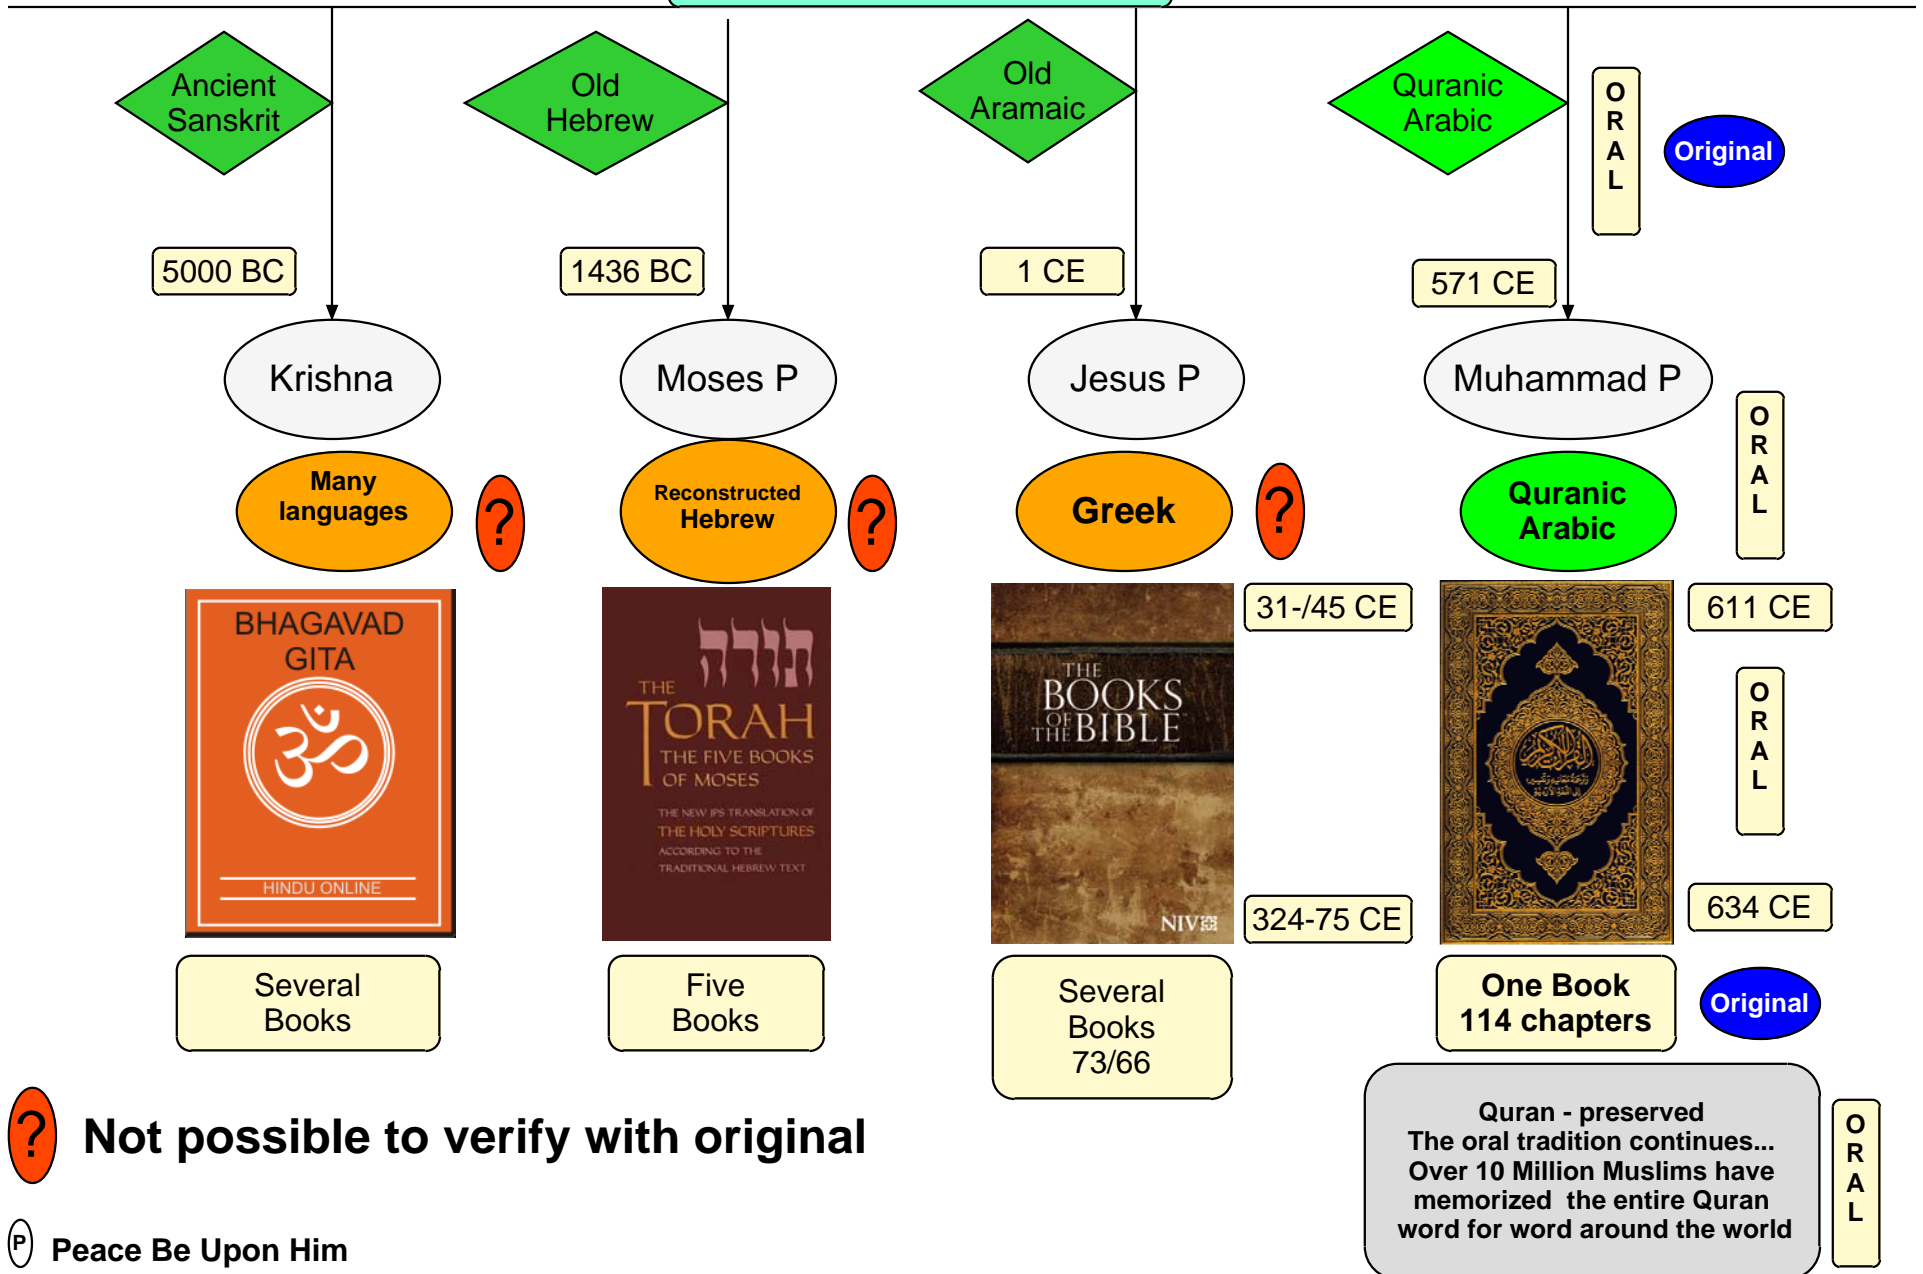 Ancient
Sanskrit
Old
Hebrew
Old
Aramaic
Quranic
Arabic
O
R
A
L
Original
5000 BC
1436 BC
1 CE
571 CE
Krishna
Moses P
Jesus P
Muhammad P
O
R
A
L
Many
languages
?
Reconstructed
Hebrew
?
Greek
?
Quranic
Arabic
BHAGAVAD
GITA
ॐ
HINDU ONLINE
תורה
THE
TORAH
THE FIVE BOOKS
OF MOSES
THE NEW JPS TRANSLATION OF
THE HOLY SCRIPTURES
ACCORDING TO THE
TRADITIONAL HEBREW TEXT
THE
BOOKS
OF
THE BIBLE
NIV
31-/45 CE
324-75 CE
611 CE
O
R
A
L
634 CE
Several
Books
Five
Books
Several
Books
73/66
One Book
114 chapters
Original
? Not possible to verify with original
P Peace Be Upon Him
Quran - preserved
The oral tradition continues...
Over 10 Million Muslims have
memorized the entire Quran
word for word around the world
O
R
A
L